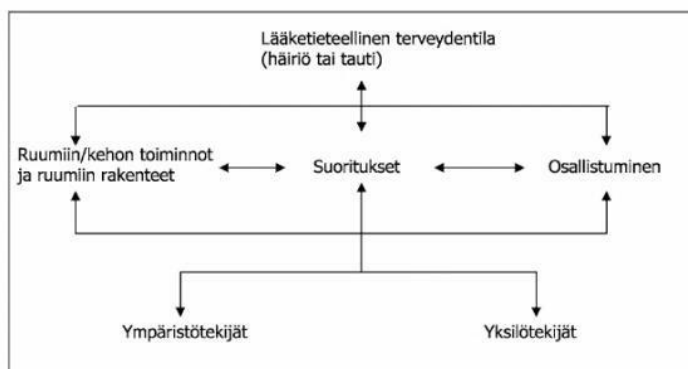 Lääketieteellinen terveydentila
(häiriö tai tauti)
Ruumiin/kehon toiminnot
ja ruumiin rakenteet
Suoritukset
Osallistuminen
Ympäristötekijät
Yksilötekijät